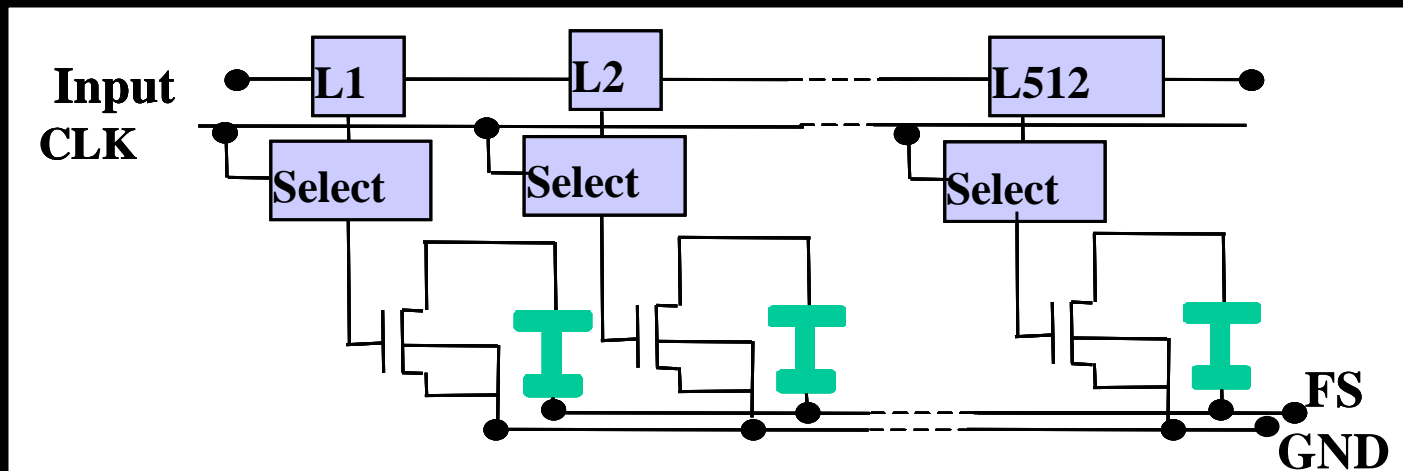 Input
L1
L2
L512
CLK
Select
Select
Select
FS
GND